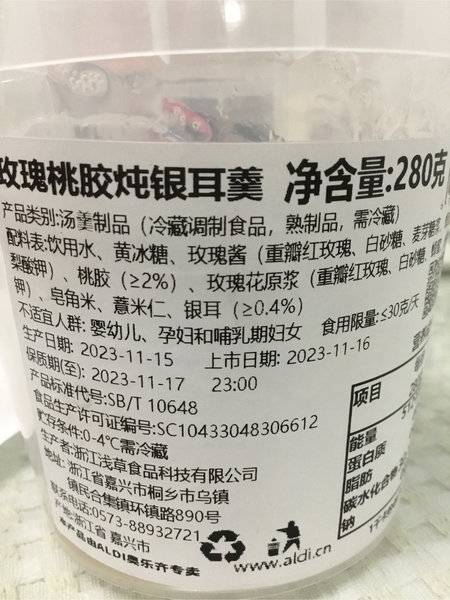 玫瑰桃胶炖银耳羹 净含量:280克
产品类别:汤羹制品（冷藏调制食品，熟制品，需冷藏）
配料表:饮用水、黄冰糖、玫瑰酱（重瓣红玫瑰、白砂糖、麦芽糖浆、
梨酸钾）、桃胶（≥2%）、玫瑰花原浆（重瓣红玫瑰、白砂糖、
钾）、皂角米、薏米仁、银耳（≥0.4%）
不适宜人群: 婴幼儿、孕妇和哺乳期妇女 食用限量:≤30克/天
生产日期: 2023-11-15 上市日期: 2023-11-16
保质期(至): 2023-11-17 23:00
产品标准代号:SB/T 10648
食品生产许可证编号:SC10433048306612
贮存条件:0-4℃需冷藏
生产者:浙江浅草食品科技有限公司
地址:浙江省嘉兴市桐乡市乌镇
镇民合集镇环镇路890号
联系电话:0573-88932721
产地:浙江省 嘉兴市
本产品由ALDI奥乐齐专卖
www.aldi.cn
项目
能量
蛋白质
脂肪
碳水化合物
钠